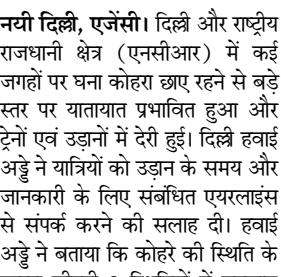 नयी दिल्ली, एजेंसी। दिल्ली और राष्ट्रीय
राजधानी क्षेत्र (एनसीआर) में कई
जगहों पर घना कोहरा छाए रहने से बड़े
स्तर पर यातायात प्रभावित हुआ और
ट्रेनों एवं उड़ानों में देरी हुई। दिल्ली हवाई
अड्डे ने यात्रियों को उड़ान के समय और
जानकारी के लिए संबंधित एयरलाइंस
से संपर्क करने की सलाह दी। हवाई
अड्डे ने बताया कि कोहरे की स्थिति के